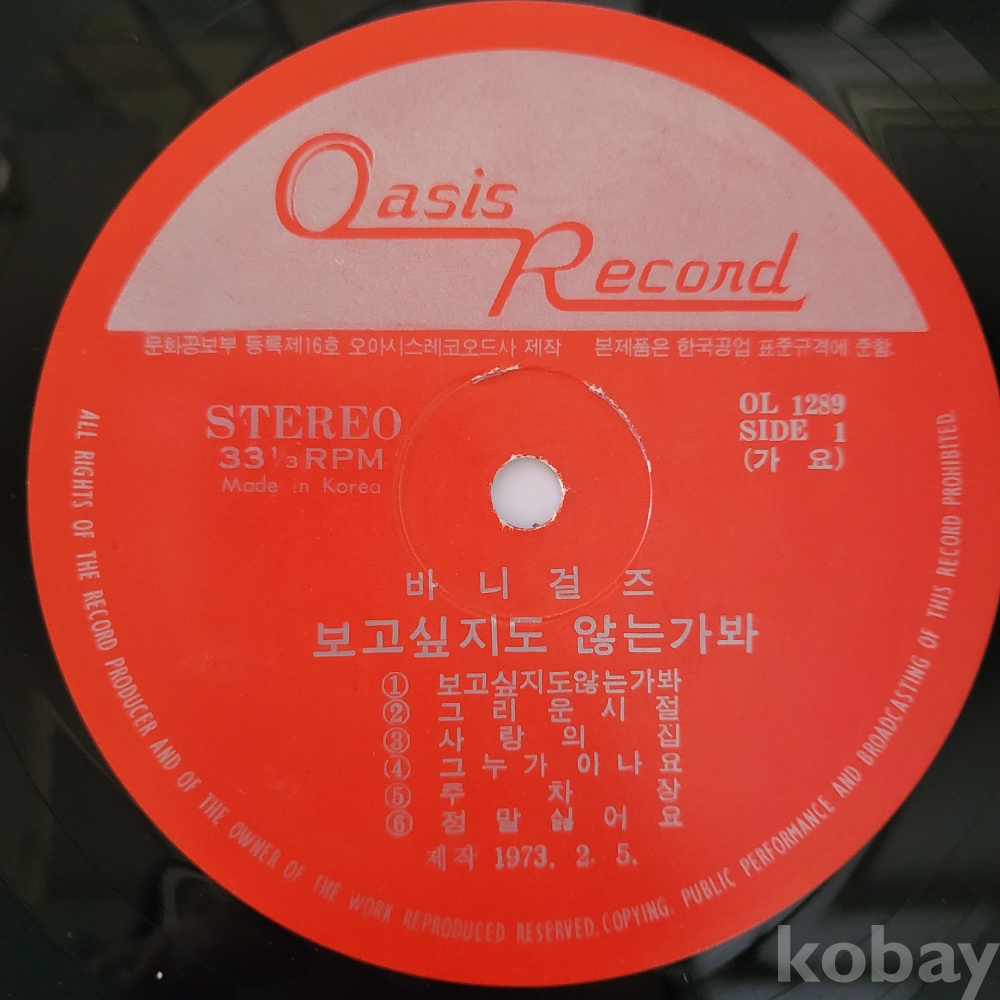 Oasis
Record
문화공보부 등록제16호 오아시스레코오드사 제작 본제품은 한국공업 표준규격에 준함.
STEREO
33 1/3 RPM
Made in Korea
OL 1289
SIDE 1
(가 요)
바 니 걸 즈
보고싶지도 않는가봐
① 보고싶지도않는가봐
② 그 리 운 시 절
③ 사 랑 의 집
④ 그 누 가 이 나 요
⑤ 주 차 장
⑥ 정 말 싫 어 요
제작 1973. 2. 5.
ALL RIGHTS OF THE RECORD PRODUCER AND OF THE OWNER OF THE WORK REPRODUCED RESERVED. COPYING. PUBLIC PERFORMANCE AND BROADCASTING OF THIS RECORD PROHIBITED.
kobay